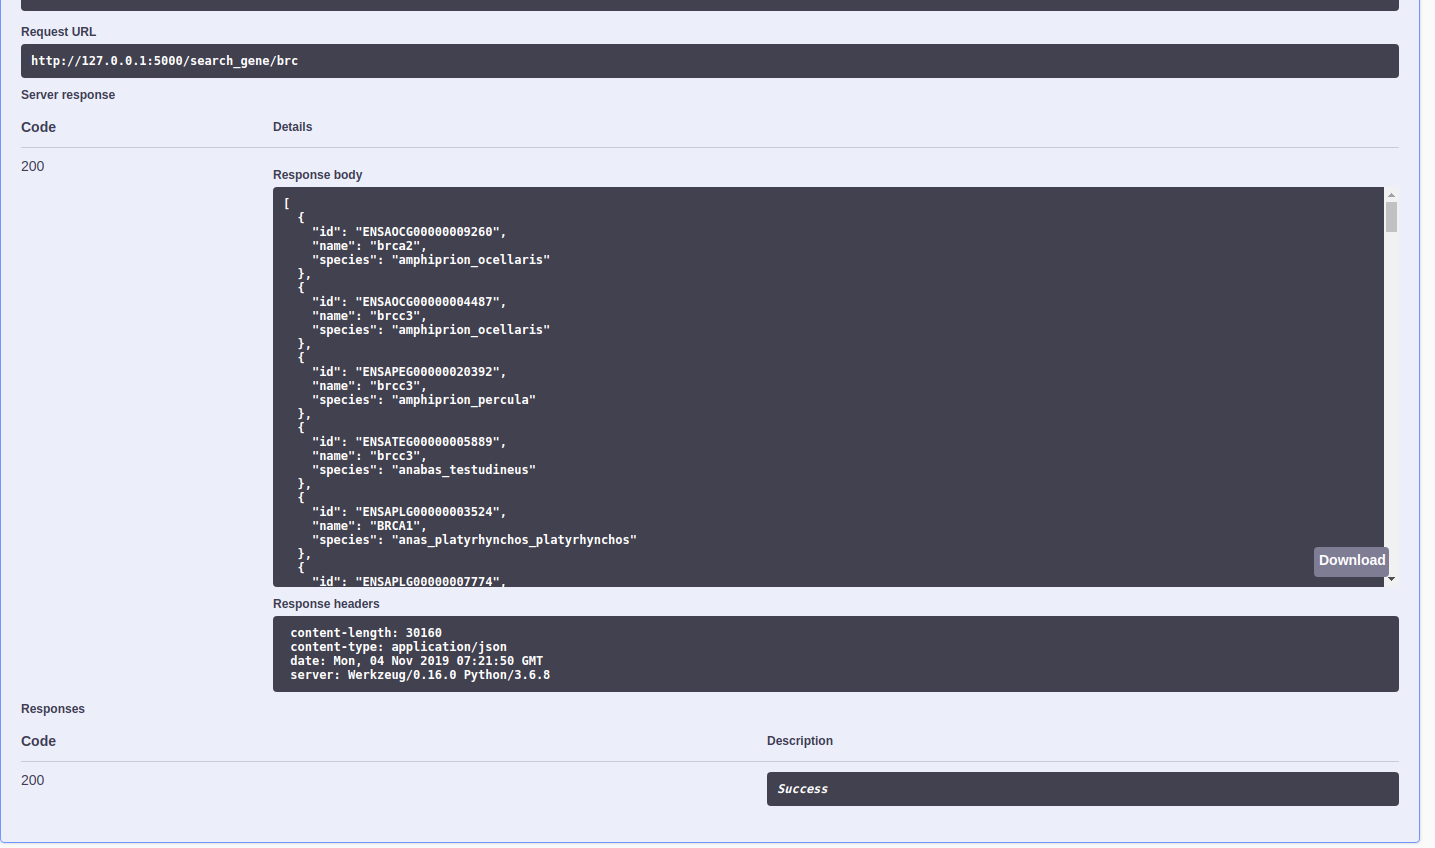 Request URL
http://127.0.0.1:5000/search_gene/brc
Server response
Code Details
200
Response body
[
  {
    "id": "ENSAOCG00000009260",
    "name": "brca2",
    "species": "amphiprion_ocellaris"
  },
  {
    "id": "ENSAOCG00000004487",
    "name": "brcc3",
    "species": "amphiprion_ocellaris"
  },
  {
    "id": "ENSAPEG00000020392",
    "name": "brcc3",
    "species": "amphiprion_percula"
  },
  {
    "id": "ENSATEG00000005889",
    "name": "brcc3",
    "species": "anabas_testudineus"
  },
  {
    "id": "ENSAPLG00000003524",
    "name": "BRCA1",
    "species": "anas_platyrhynchos_platyrhynchos"
  },
  {
    "id": "ENSAPLG00000007774",
Download
Response headers
content-length: 30160
content-type: application/json
date: Mon, 04 Nov 2019 07:21:50 GMT
server: Werkzeug/0.16.0 Python/3.6.8
Responses
Code Description
200 Success